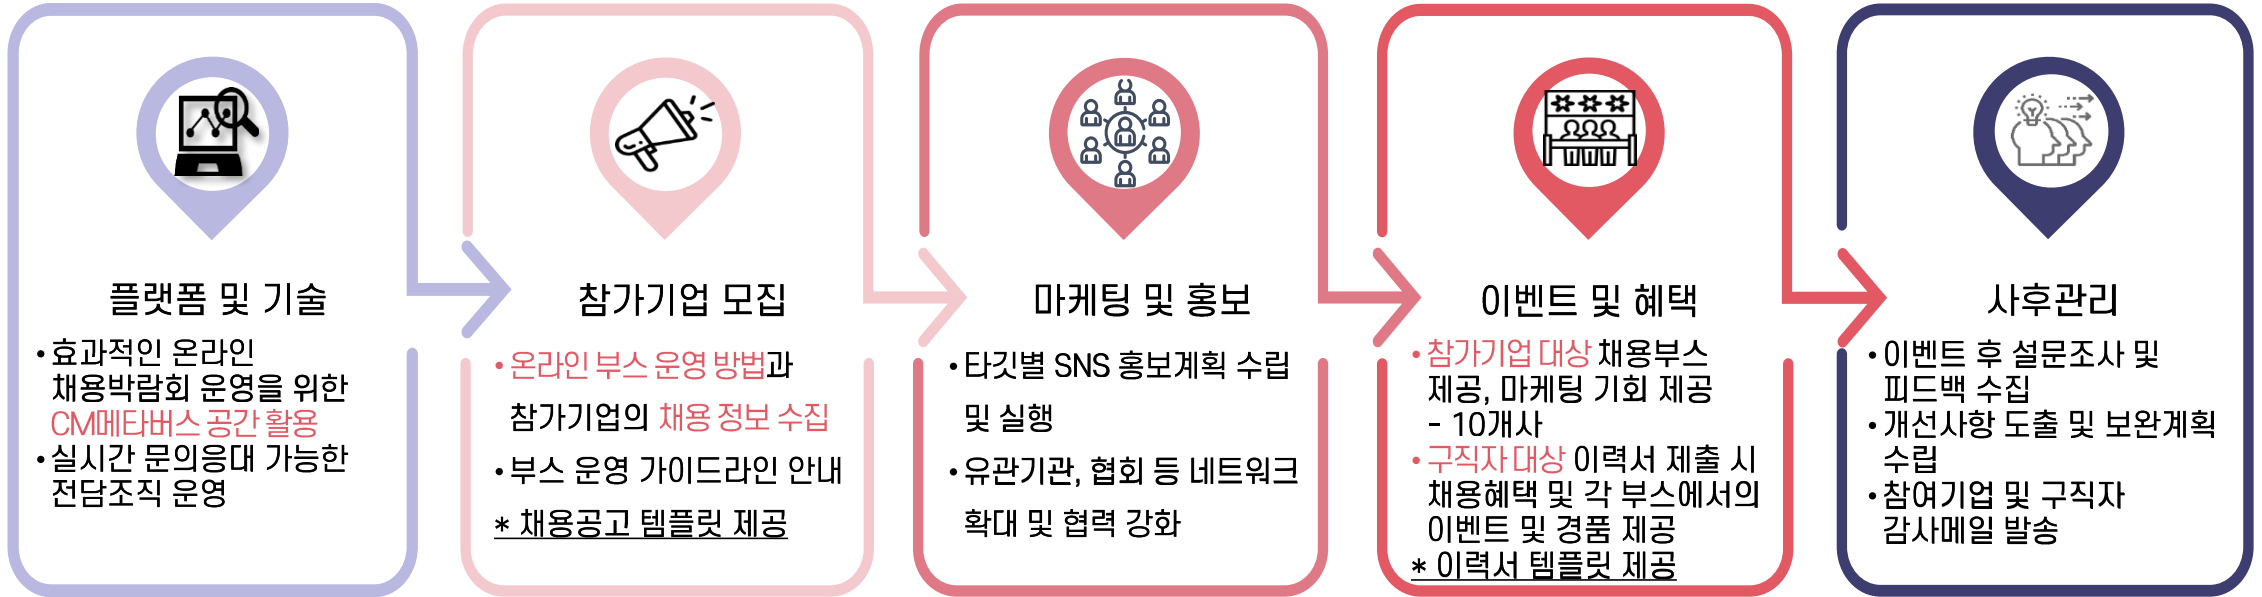 플랫폼 및 기술
• 효과적인 온라인
채용박람회 운영을 위한
CM메타버스 공간 활용
• 실시간 문의응대 가능한
전담조직 운영
참가기업 모집
• 온라인 부스 운영 방법과
참가기업의 채용 정보 수집
• 부스 운영 가이드라인 안내
* 채용공고 템플릿 제공
마케팅 및 홍보
• 타깃별 SNS 홍보계획 수립
및 실행
• 유관기관, 협회 등 네트워크
확대 및 협력 강화
이벤트 및 혜택
• 참가기업 대상 채용부스
제공, 마케팅 기회 제공
- 10개사
• 구직자 대상 이력서 제출 시
채용혜택 및 각 부스에서의
이벤트 및 경품 제공
* 이력서 템플릿 제공
사후관리
• 이벤트 후 설문조사 및
피드백 수집
• 개선사항 도출 및 보완계획
수립
• 참여기업 및 구직자
감사메일 발송